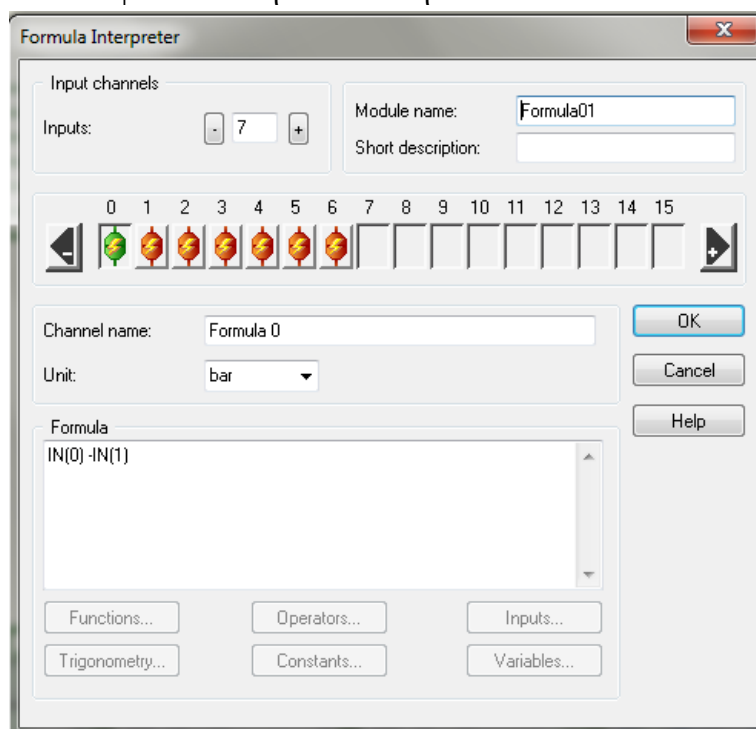 Formula Interpreter
Input channels
Inputs:
-
7
+
Module name:
Formula01
Short description:
0 1 2 3 4 5 6 7 8 9 10 11 12 13 14 15
-
+
Channel name:
Formula 0
Unit:
bar
OK
Cancel
Help
Formula
IN(0) -IN(1)
Functions...
Operators...
Inputs...
Trigonometry...
Constants...
Variables...